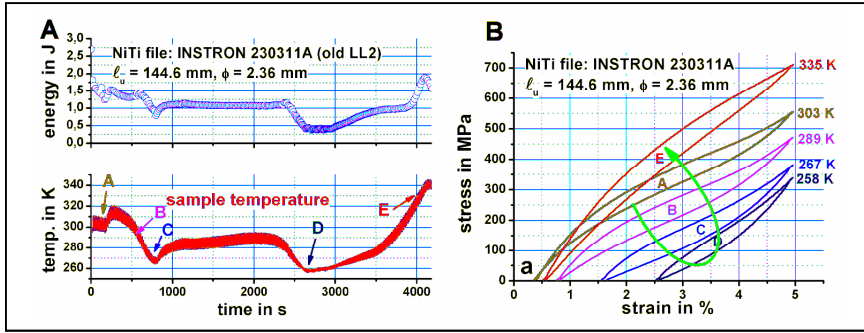 A
NiTi file: INSTRON 230311A (old LL2)
ℓu = 144.6 mm, ϕ = 2.36 mm
energy in J
3,0
2,5
2,0
1,5
1,0
0,5
0,0
A
B
C
sample temperature
D
E
temp. in K
340
320
300
280
260
0 1000 2000 3000 4000
time in s
B
NiTi file: INSTRON 230311A
ℓu = 144.6 mm, ϕ = 2.36 mm
335 K
303 K
289 K
267 K
258 K
E
A
B
C
D
a
stress in MPa
700
600
500
400
300
200
100
0
0 1 2 3 4 5
strain in %